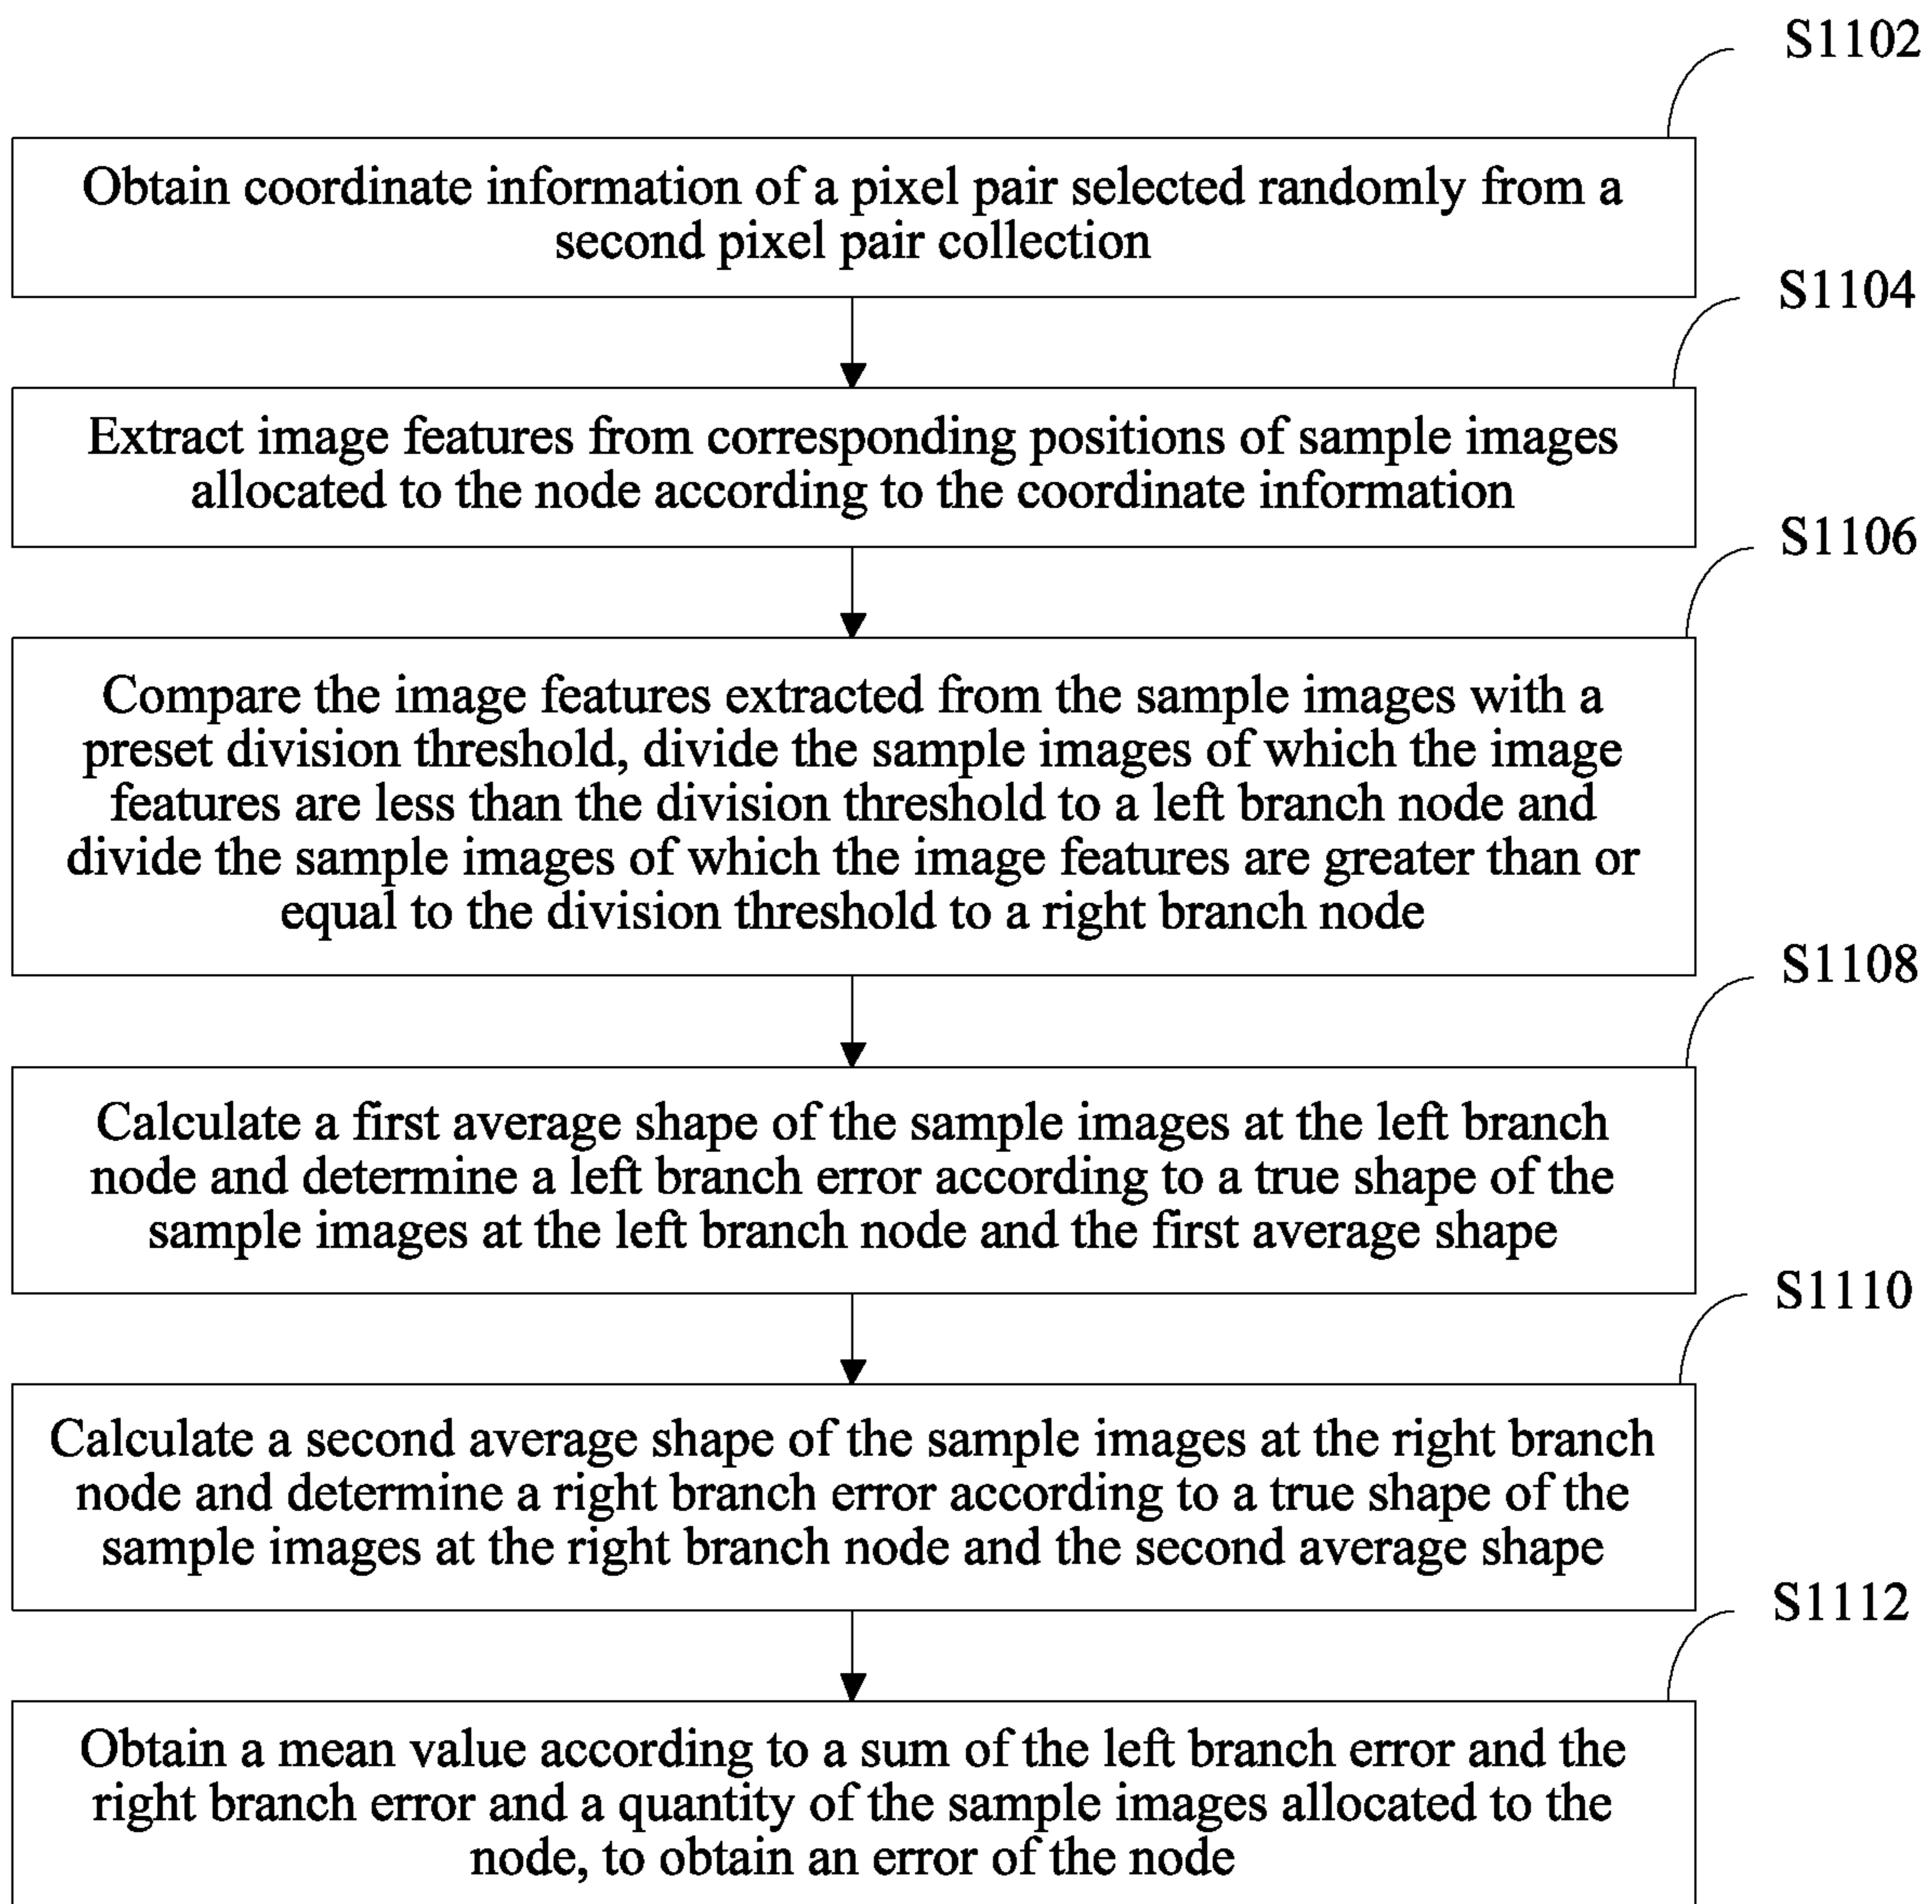 S1102
Obtain coordinate information of a pixel pair selected randomly from a
second pixel pair collection
S1104
Extract image features from corresponding positions of sample images
allocated to the node according to the coordinate information
S1106
Compare the image features extracted from the sample images with a
preset division threshold, divide the sample images of which the image
features are less than the division threshold to a left branch node and
divide the sample images of which the image features are greater than or
equal to the division threshold to a right branch node
S1108
Calculate a first average shape of the sample images at the left branch
node and determine a left branch error according to a true shape of the
sample images at the left branch node and the first average shape
S1110
Calculate a second average shape of the sample images at the right branch
node and determine a right branch error according to a true shape of the
sample images at the right branch node and the second average shape
S1112
Obtain a mean value according to a sum of the left branch error and the
right branch error and a quantity of the sample images allocated to the
node, to obtain an error of the node